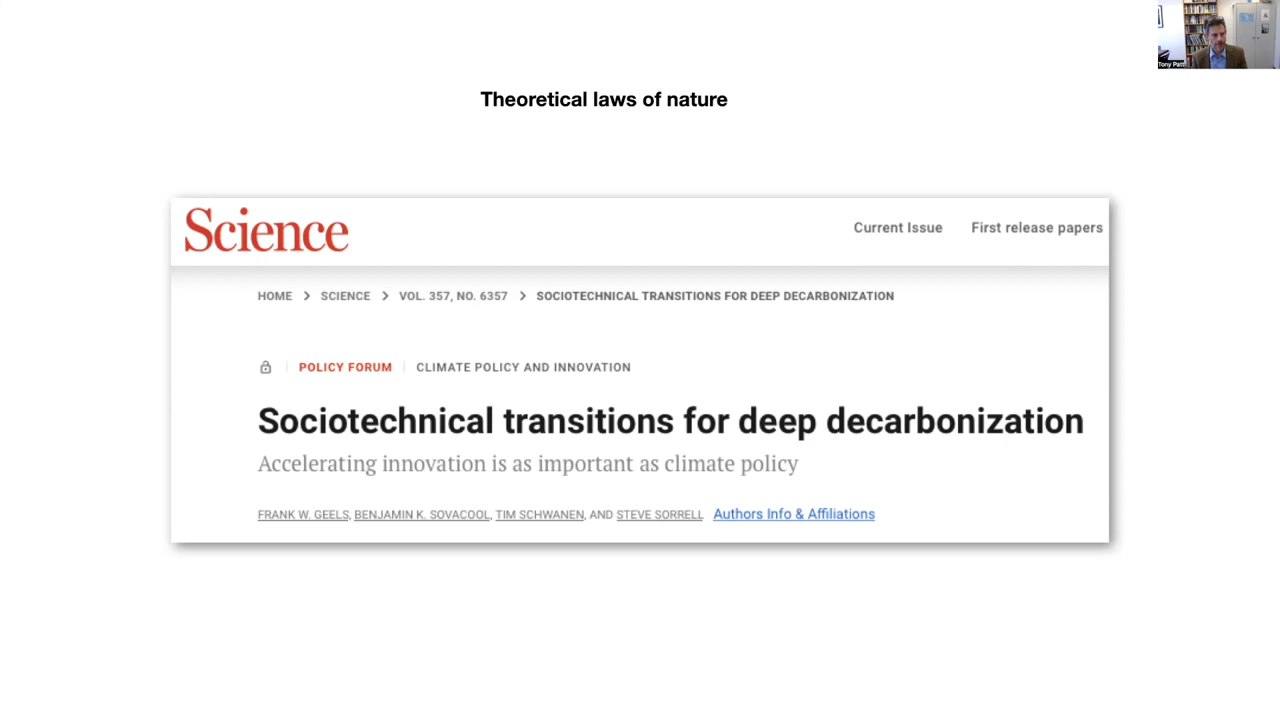 Tony Patt
Theoretical laws of nature
Science
Current Issue First release papers
HOME > SCIENCE > VOL. 357, NO. 6357 > SOCIOTECHNICAL TRANSITIONS FOR DEEP DECARBONIZATION
POLICY FORUM | CLIMATE POLICY AND INNOVATION
Sociotechnical transitions for deep decarbonization
Accelerating innovation is as important as climate policy
FRANK W. GEELS, BENJAMIN K. SOVACOOL, TIM SCHWANEN, AND STEVE SORRELL Authors Info & Affiliations